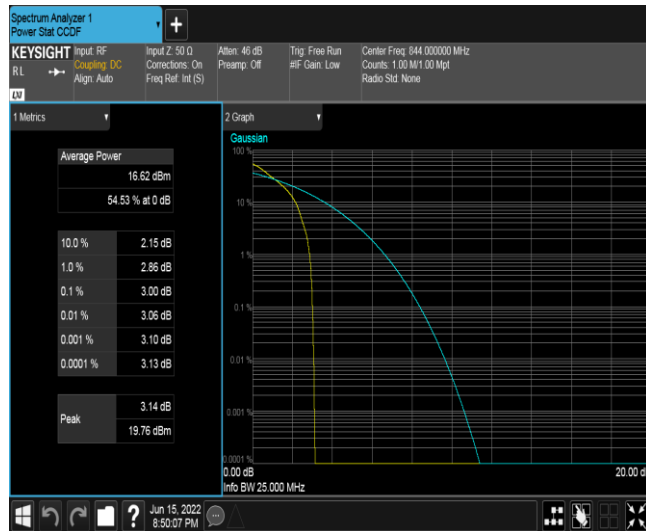 Spectrum Analyzer 1
Power Stat CCDF
+
KEYSIGHT
RL
LXI
Input: RF
Coupling: DC
Align: Auto
Input Z: 50 Ω
Corrections: On
Freq Ref: Int (S)
Atten: 46 dB
Preamp: Off
Trig: Free Run
#IF Gain: Low
Center Freq: 844.000000 MHz
Counts: 1.00 M/1.00 Mpt
Radio Std: None
1 Metrics
Average Power
16.62 dBm
54.53 % at 0 dB
10.0 % 2.15 dB
1.0 % 2.86 dB
0.1 % 3.00 dB
0.01 % 3.06 dB
0.001 % 3.10 dB
0.0001 % 3.13 dB
Peak
3.14 dB
19.76 dBm
2 Graph
Gaussian
100 %
10 %
1 %
0.1 %
0.01 %
0.001 %
0.0001 %
0.00 dB
20.00 d
Info BW 25.000 MHz
?
Jun 15, 2022
8:50:07 PM